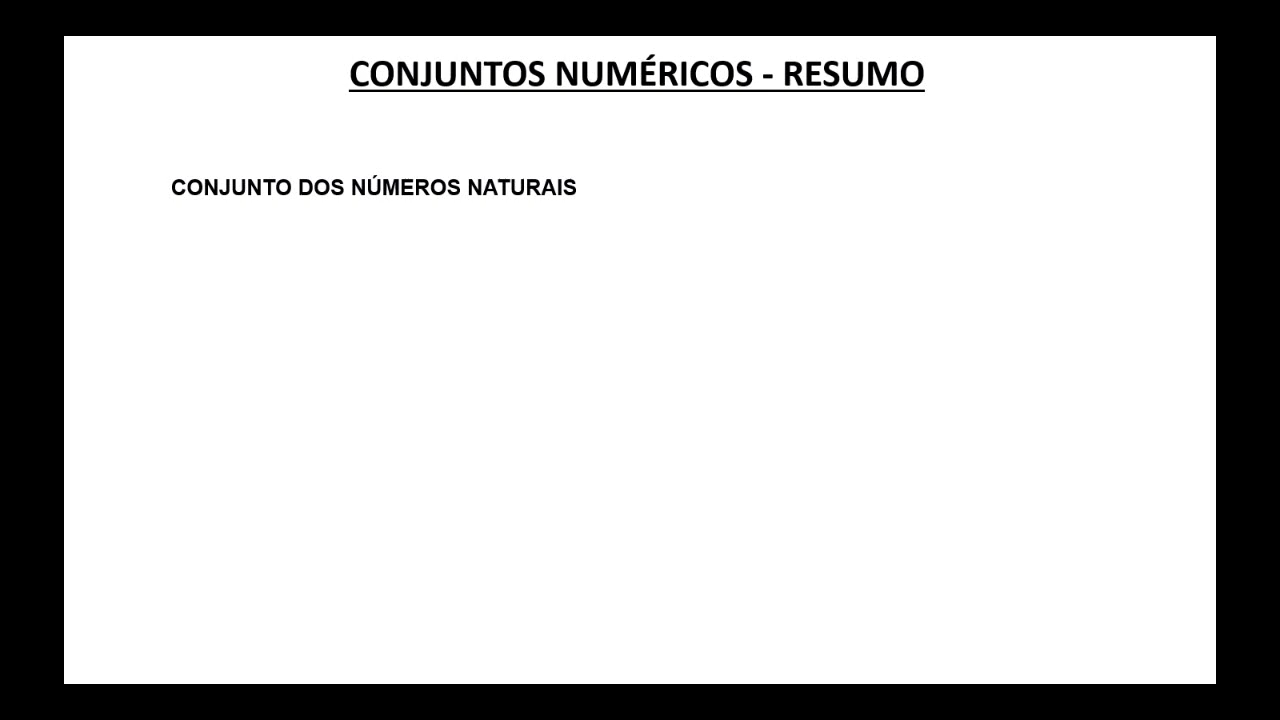 CONJUNTOS NUMÉRICOS - RESUMO
CONJUNTO DOS NÚMEROS NATURAIS